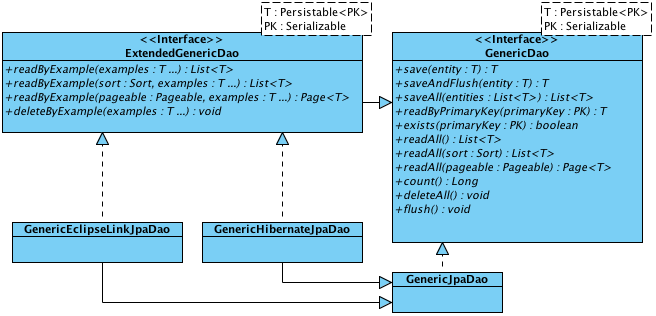 T : Persistable<PK>
PK : Serializable
<<Interface>>
ExtendedGenericDao
+readByExample(examples : T ...) : List<T>
+readByExample(sort : Sort, examples : T ...) : List<T>
+readByExample(pageable : Pageable, examples : T ...) : Page<T>
+deleteByExample(examples : T ...) : void
T : Persistable<PK>
PK : Serializable
<<Interface>>
GenericDao
+save(entity : T) : T
+saveAndFlush(entity : T) : T
+saveAll(entities : List<T>) : List<T>
+readByPrimaryKey(primaryKey : PK) : T
+exists(primaryKey : PK) : boolean
+readAll() : List<T>
+readAll(sort : Sort) : List<T>
+readAll(pageable : Pageable) : Page<T>
+count() : Long
+deleteAll() : void
+flush() : void
GenericEclipseLinkJpaDao
GenericHibernateJpaDao
GenericJpaDao